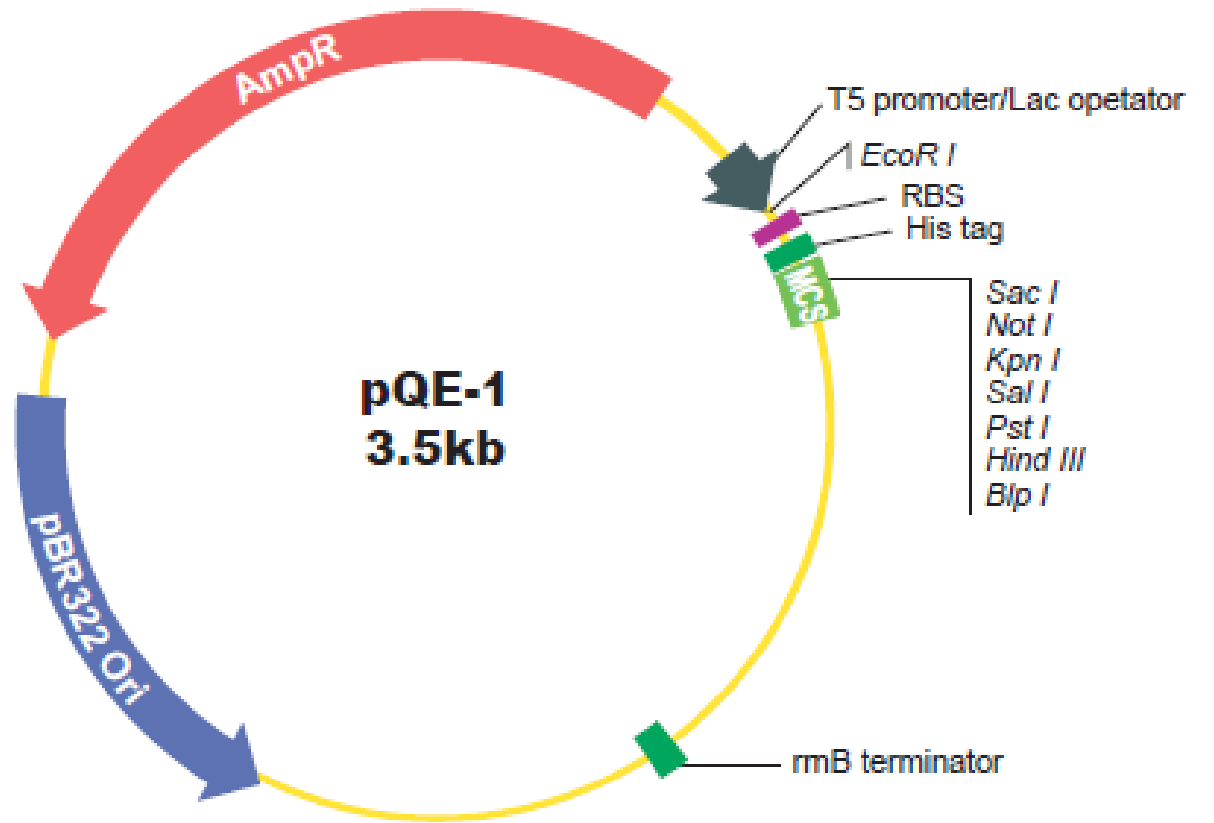 AmpR
T5 promoter/Lac opetator
EcoR I
RBS
His tag
MCS
Sac I
Not I
Kpn I
Sal I
Pst I
Hind III
Blp I
pQE-1
3.5kb
pBR322 Ori
rmB terminator